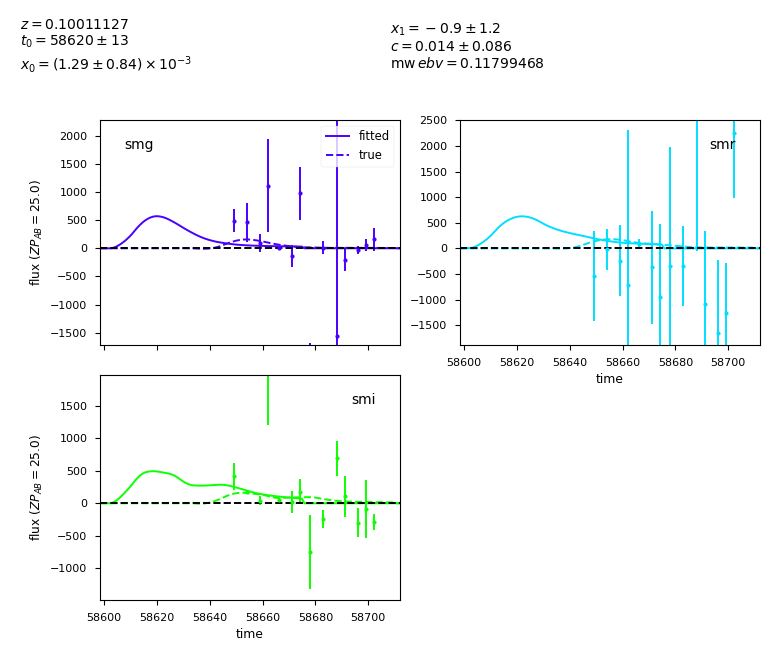 z = 0.10011127
t₀ = 58620 ± 13
x₀ = (1.29 ± 0.84) × 10⁻³
x₁ = −0.9 ± 1.2
c = 0.014 ± 0.086
mw ebv = 0.11799468
smg
fitted
true
2000
1500
1000
500
0
−500
−1000
−1500
flux (ZP_AB = 25.0)
smr
2500
2000
1500
1000
500
0
−500
−1000
−1500
58600 58620 58640 58660 58680 58700
time
smi
1500
1000
500
0
−500
−1000
flux (ZP_AB = 25.0)
58600 58620 58640 58660 58680 58700
time